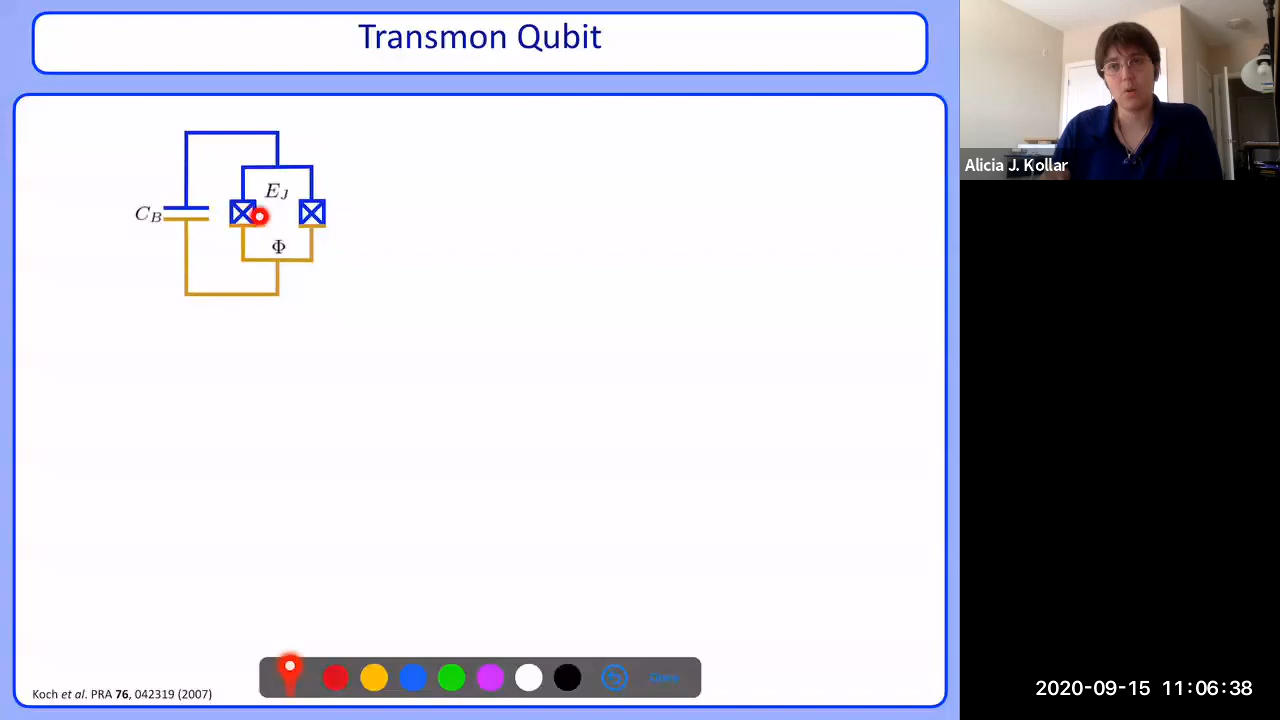 Transmon Qubit
E_J
C_B
Φ
Koch et al. PRA 76, 042319 (2007)
Alicia J. Kollar
2020-09-15 11:06:38